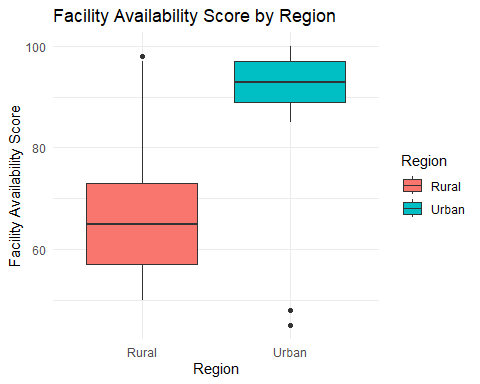 Facility Availability Score by Region
Facility Availability Score
100
80
60
Rural
Urban
Region
Region
Rural
Urban